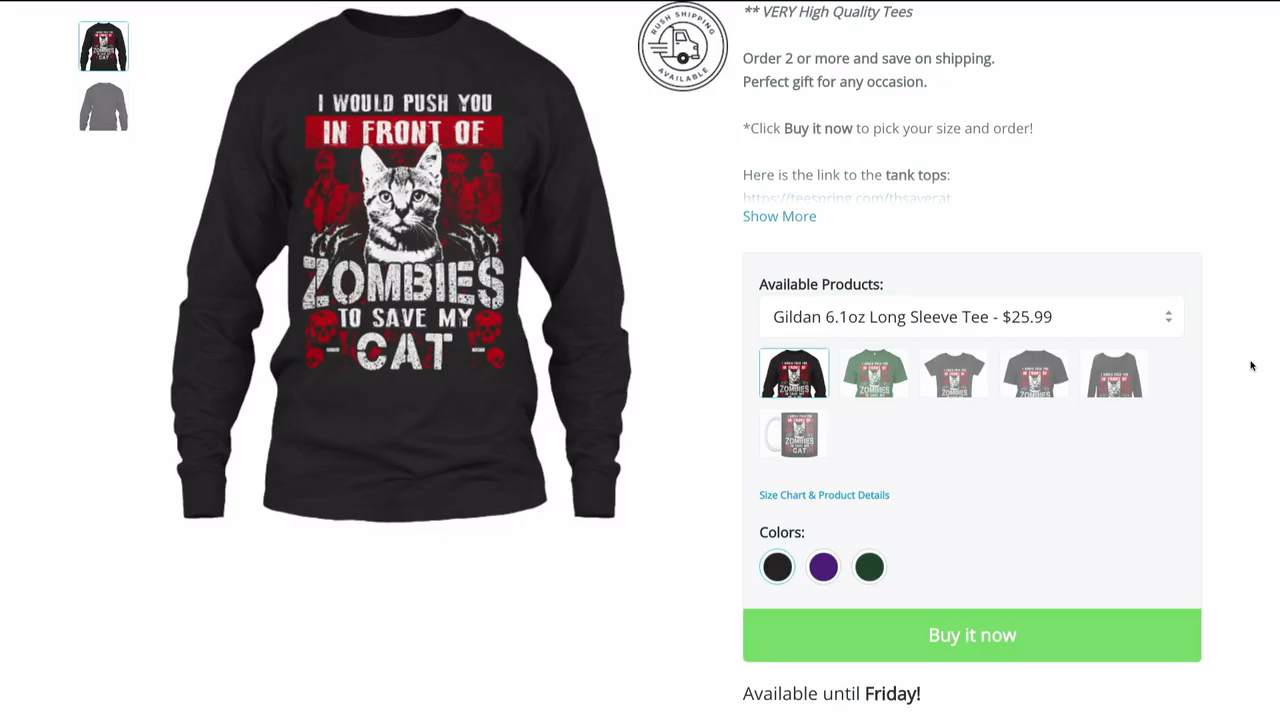 I WOULD PUSH YOU
IN FRONT OF
ZOMBIES
TO SAVE MY
- CAT -
RUSH SHIPPING
AVAILABLE
** VERY High Quality Tees
Order 2 or more and save on shipping.
Perfect gift for any occasion.
*Click Buy it now to pick your size and order!
Here is the link to the tank tops:
https://teespring.com/thsavecat
Show More
Available Products:
Gildan 6.1oz Long Sleeve Tee - $25.99
Size Chart & Product Details
Colors:
Buy it now
Available until Friday!